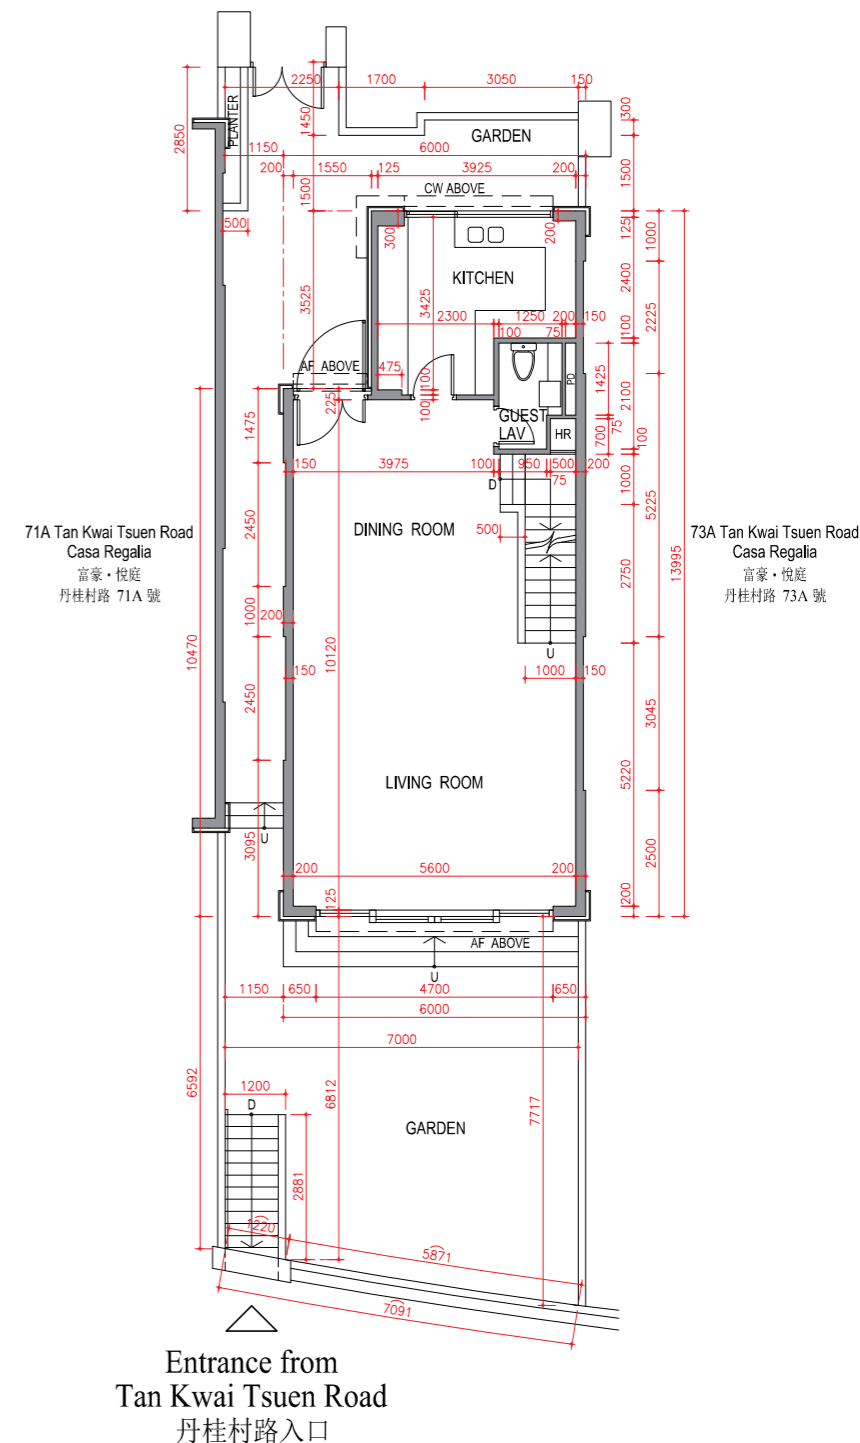 2250
1700
3050
150
2850
PLANTER
1450
GARDEN
300
1150
6000
200
1550
125
3925
200
CW ABOVE
1500
1500
500
300
200
125
1000
KITCHEN
3525
3425
2400
2225
2300
1250
200
150
100
75
100
AF ABOVE
475
100
PD
1425
2100
225
100
1475
GUEST
LAV
HR
700
75
100
150
3975
100
950
500
200
75
D
1000
5225
71A Tan Kwai Tsuen Road
Casa Regalia
富豪・悅庭
丹桂村路 71A 號
2450
DINING ROOM
500
73A Tan Kwai Tsuen Road
Casa Regalia
富豪・悅庭
丹桂村路 73A 號
2750
13995
1000
200
10470
10120
U
150
1000
150
2450
3045
LIVING ROOM
5220
U
3095
2500
200
5600
200
125
200
AF ABOVE
U
1150
650
4700
650
6000
7000
6592
6812
7717
1200
D
GARDEN
2881
1220
5871
7091
Entrance from
Tan Kwai Tsuen Road
丹桂村路入口